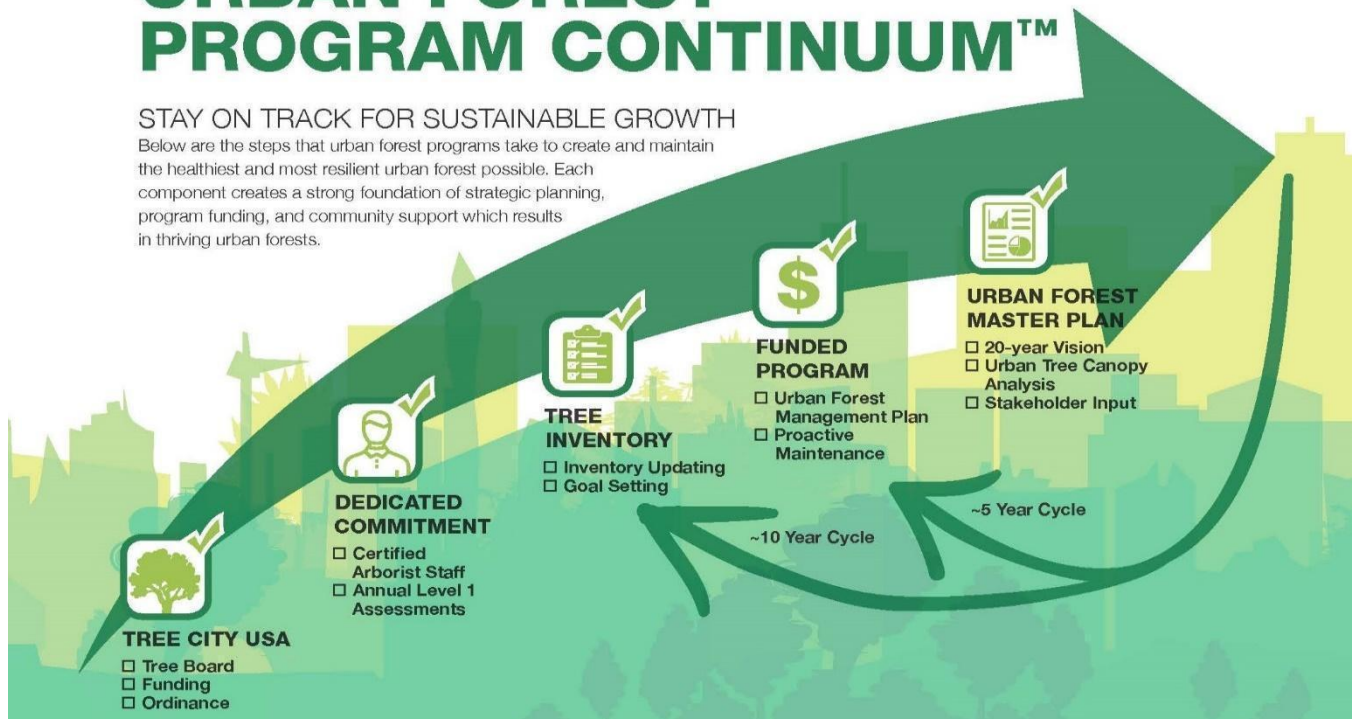 URBAN FOREST
PROGRAM CONTINUUM™
STAY ON TRACK FOR SUSTAINABLE GROWTH
Below are the steps that urban forest programs take to create and maintain
the healthiest and most resilient urban forest possible. Each
component creates a strong foundation of strategic planning,
program funding, and community support which results
in thriving urban forests.
TREE CITY USA
☐ Tree Board
☐ Funding
☐ Ordinance
DEDICATED
COMMITMENT
☐ Certified
Arborist Staff
☐ Annual Level 1
Assessments
TREE
INVENTORY
☐ Inventory Updating
☐ Goal Setting
$
FUNDED
PROGRAM
☐ Urban Forest
Management Plan
☐ Proactive
Maintenance
URBAN FOREST
MASTER PLAN
☐ 20-year Vision
☐ Urban Tree Canopy
Analysis
☐ Stakeholder Input
~5 Year Cycle
~10 Year Cycle